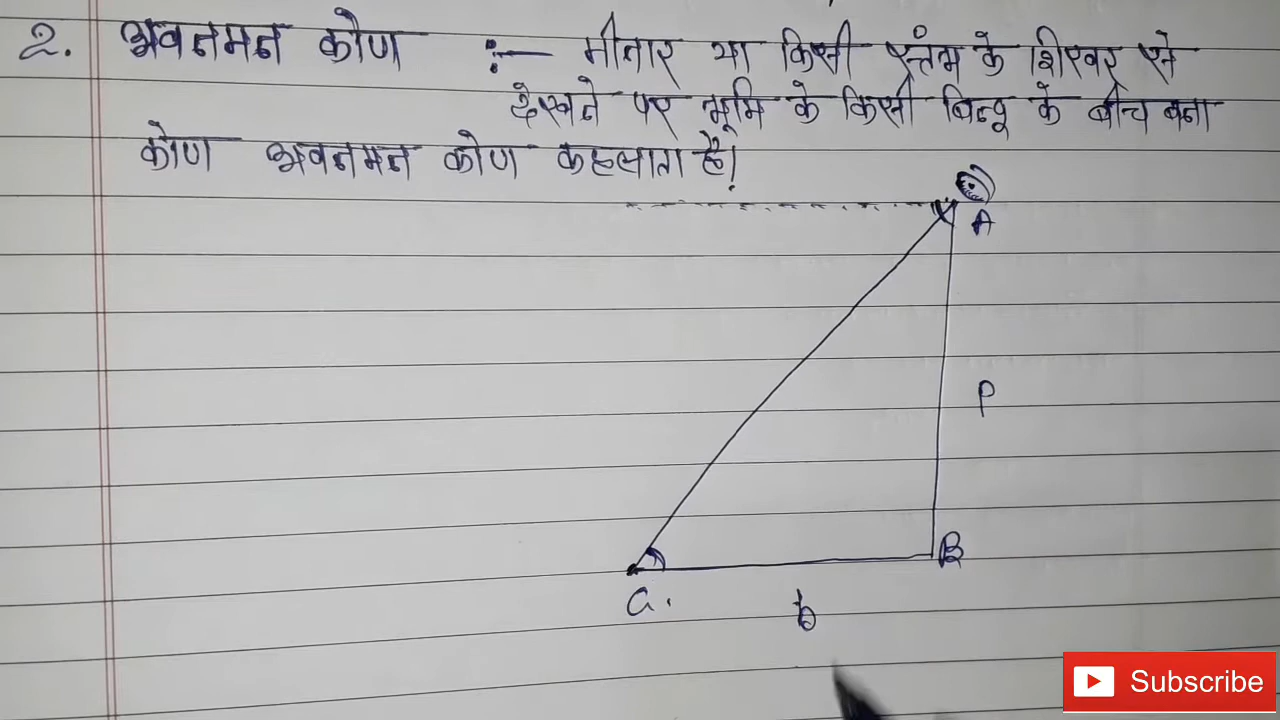 2. अवनमन कोण :— मीनार या किसी स्तंभ के शिखर से
देखने पर भूमि के किसी बिन्दू के बीच बना
कोण अवनमन कोण कहलाता है।
A
P
B
C.
b
Subscribe